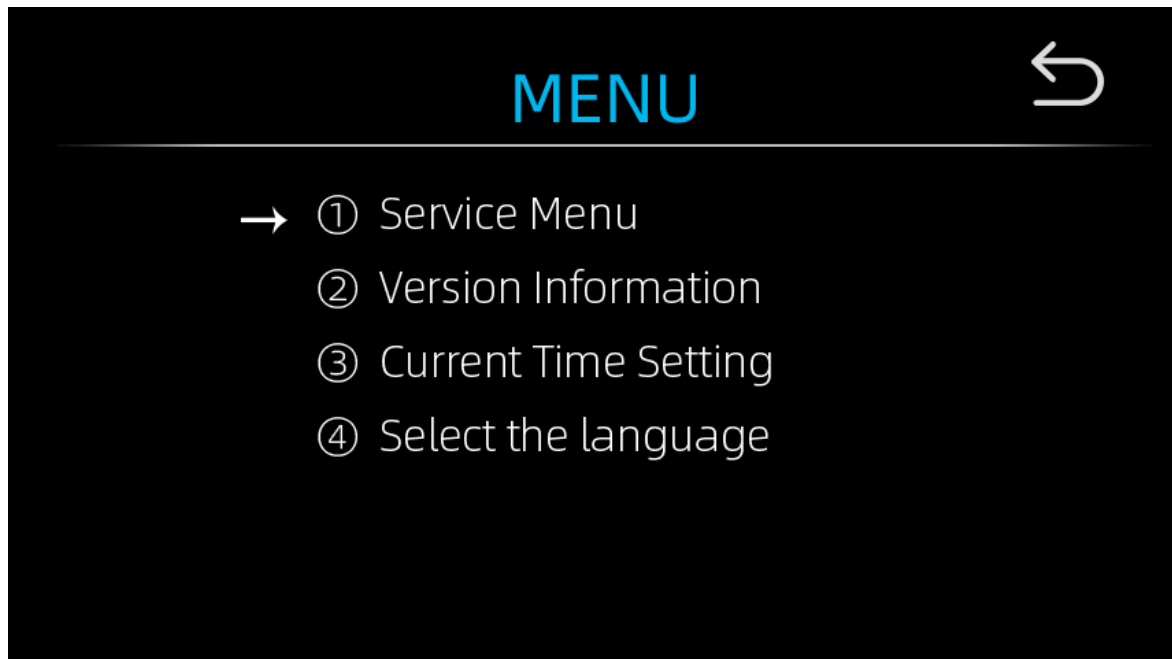 MENU
→ ① Service Menu
② Version Information
③ Current Time Setting
④ Select the language